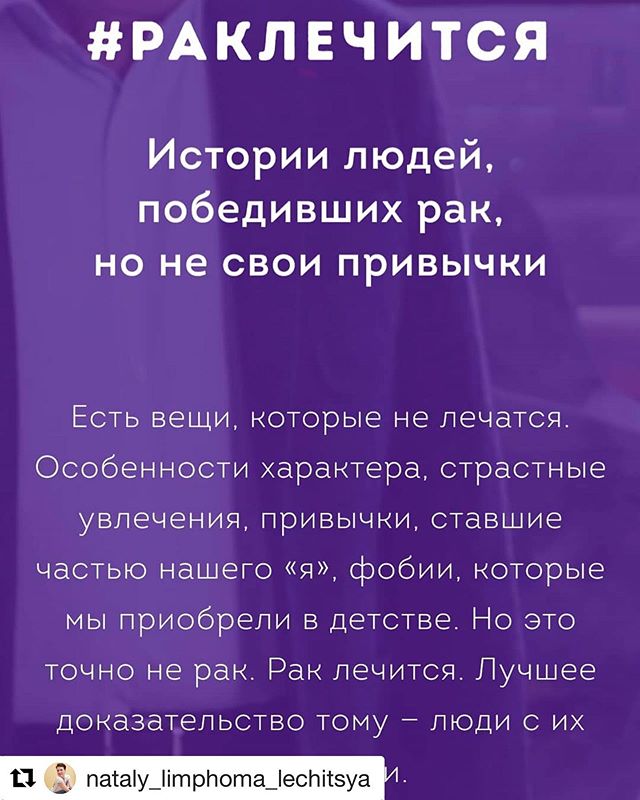 #РАКЛЕЧИТСЯ
Истории людей,
победивших рак,
но не свои привычки
Есть вещи, которые не лечатся.
Особенности характера, страстные
увлечения, привычки, ставшие
частью нашего «я», фобии, которые
мы приобрели в детстве. Но это
точно не рак. Рак лечится. Лучшее
доказательство тому – люди с их
nataly_limphoma_lechitsya